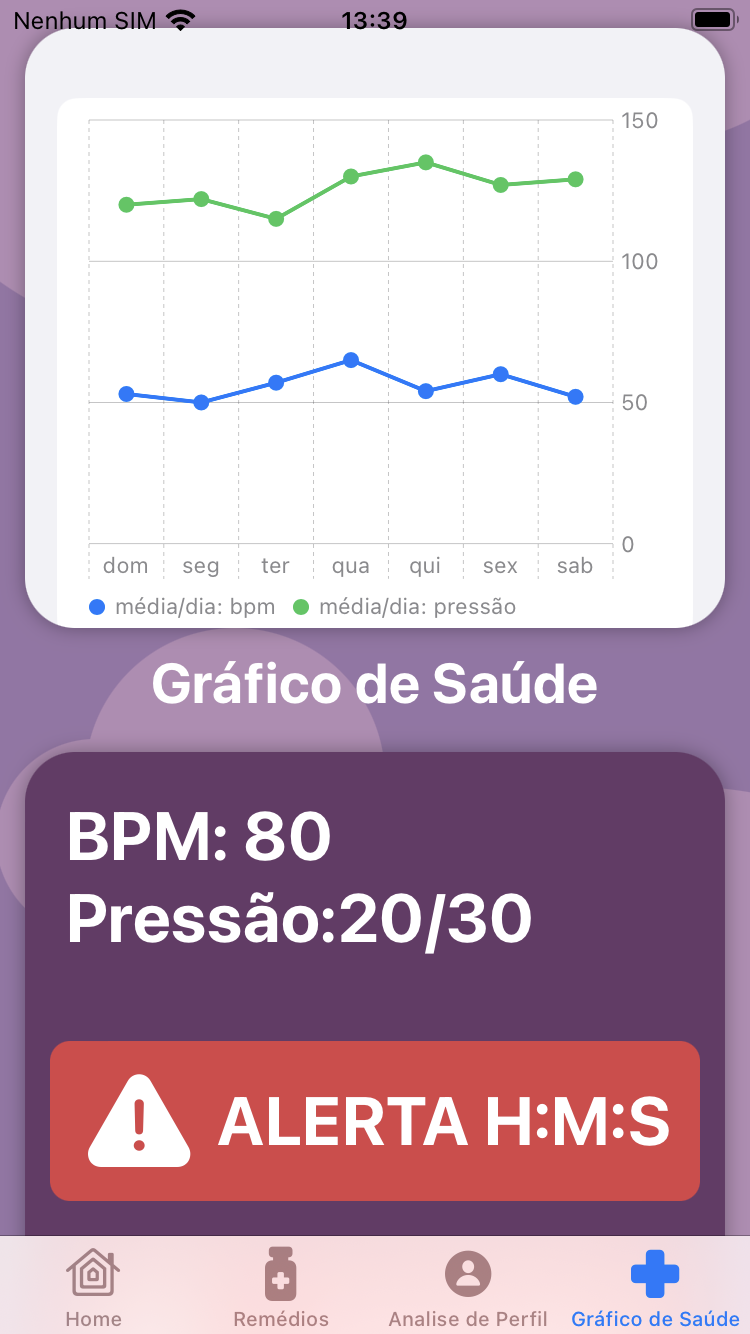 Nenhum SIM 13:39
150
100
50
0
dom seg ter qua qui sex sab
média/dia: bpm média/dia: pressão
Gráfico de Saúde
BPM: 80
Pressão:20/30
ALERTA H:M:S
Home Remédios Analise de Perfil Gráfico de Saúde